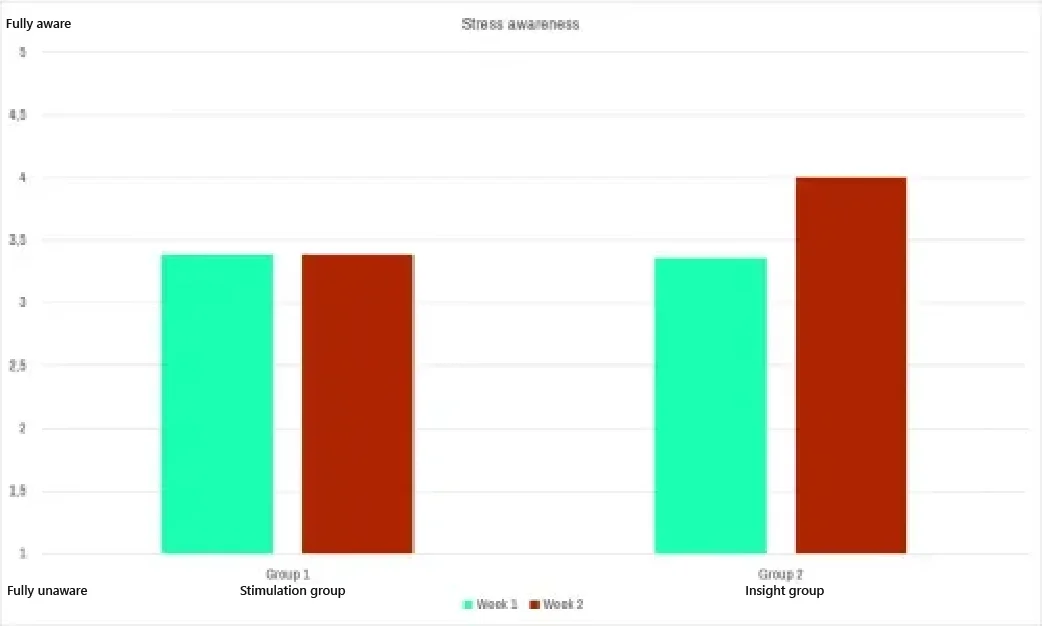 Fully aware
Stress awareness
5
4,5
4
3,5
3
2,5
2
1,5
1
Group 1
Group 2
Fully unaware
Stimulation group
Insight group
Week 1
Week 2